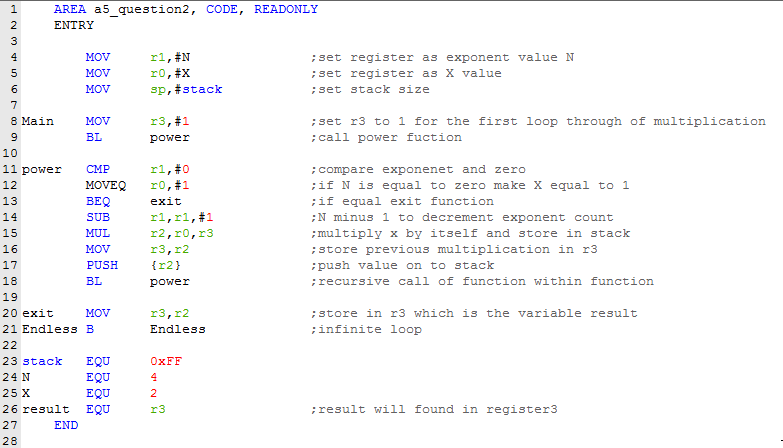 1 AREA a5_question2, CODE, READONLY
2 ENTRY
3
4 MOV r1,#N ;set register as exponent value N
5 MOV r0,#X ;set register as X value
6 MOV sp,#stack ;set stack size
7
8 Main MOV r3,#1 ;set r3 to 1 for the first loop through of multiplication
9 BL power ;call power fuction
10
11 power CMP r1,#0 ;compare exponenet and zero
12 MOVEQ r0,#1 ;if N is equal to zero make X equal to 1
13 BEQ exit ;if equal exit function
14 SUB r1,r1,#1 ;N minus 1 to decrement exponent count
15 MUL r2,r0,r3 ;multiply x by itself and store in stack
16 MOV r3,r2 ;store previous multiplication in r3
17 PUSH {r2} ;push value on to stack
18 BL power ;recursive call of function within function
19
20 exit MOV r3,r2 ;store in r3 which is the variable result
21 Endless B Endless ;infinite loop
22
23 stack EQU 0xFF
24 N EQU 4
25 X EQU 2
26 result EQU r3 ;result will found in register3
27 END
28